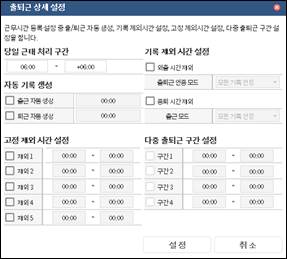 출퇴근 상세 설정
근무시간 등록 설정 중 출/퇴근 자동 생성, 기록 제외시간 설정, 고정 제외시간 설정, 다중 출퇴근 구간 설정을 합니다.
당일 근태 처리 구간
06:00 ~ +06:00
자동 기록 생성
출근 자동 생성 00:00
퇴근 자동 생성 00:00
기록 제외 시간 설정
외출 시간 제외
출퇴근 인증 모드 모든 기록 인증
중퇴 시간 제외
출근 모드 모든 기록 인증
고정 제외 시간 설정
제외 1 00:00 ~ 00:00
제외 2 00:00 ~ 00:00
제외 3 00:00 ~ 00:00
제외 4 00:00 ~ 00:00
제외 5 00:00 ~ 00:00
다중 출퇴근 구간 설정
구간 1 00:00 ~ 00:00
구간 2 00:00 ~ 00:00
구간 3 00:00 ~ 00:00
구간 4 00:00 ~ 00:00
설 정
취 소